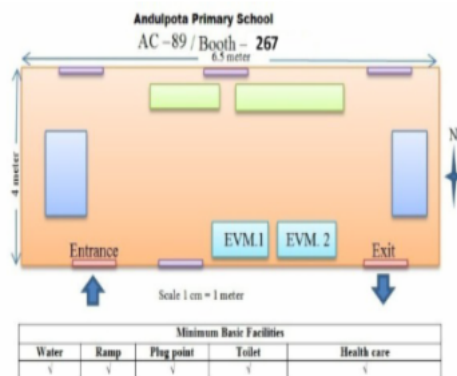 Andulpota Primary School
AC -89 / Booth - 267
6.5 meter
4 meter
N
EVM.1 EVM. 2
Entrance Exit
Scale 1 cm = 1 meter
Minimum Basic Facilities
Water Ramp Plug point Toilet Health care
√ √ √ √ √